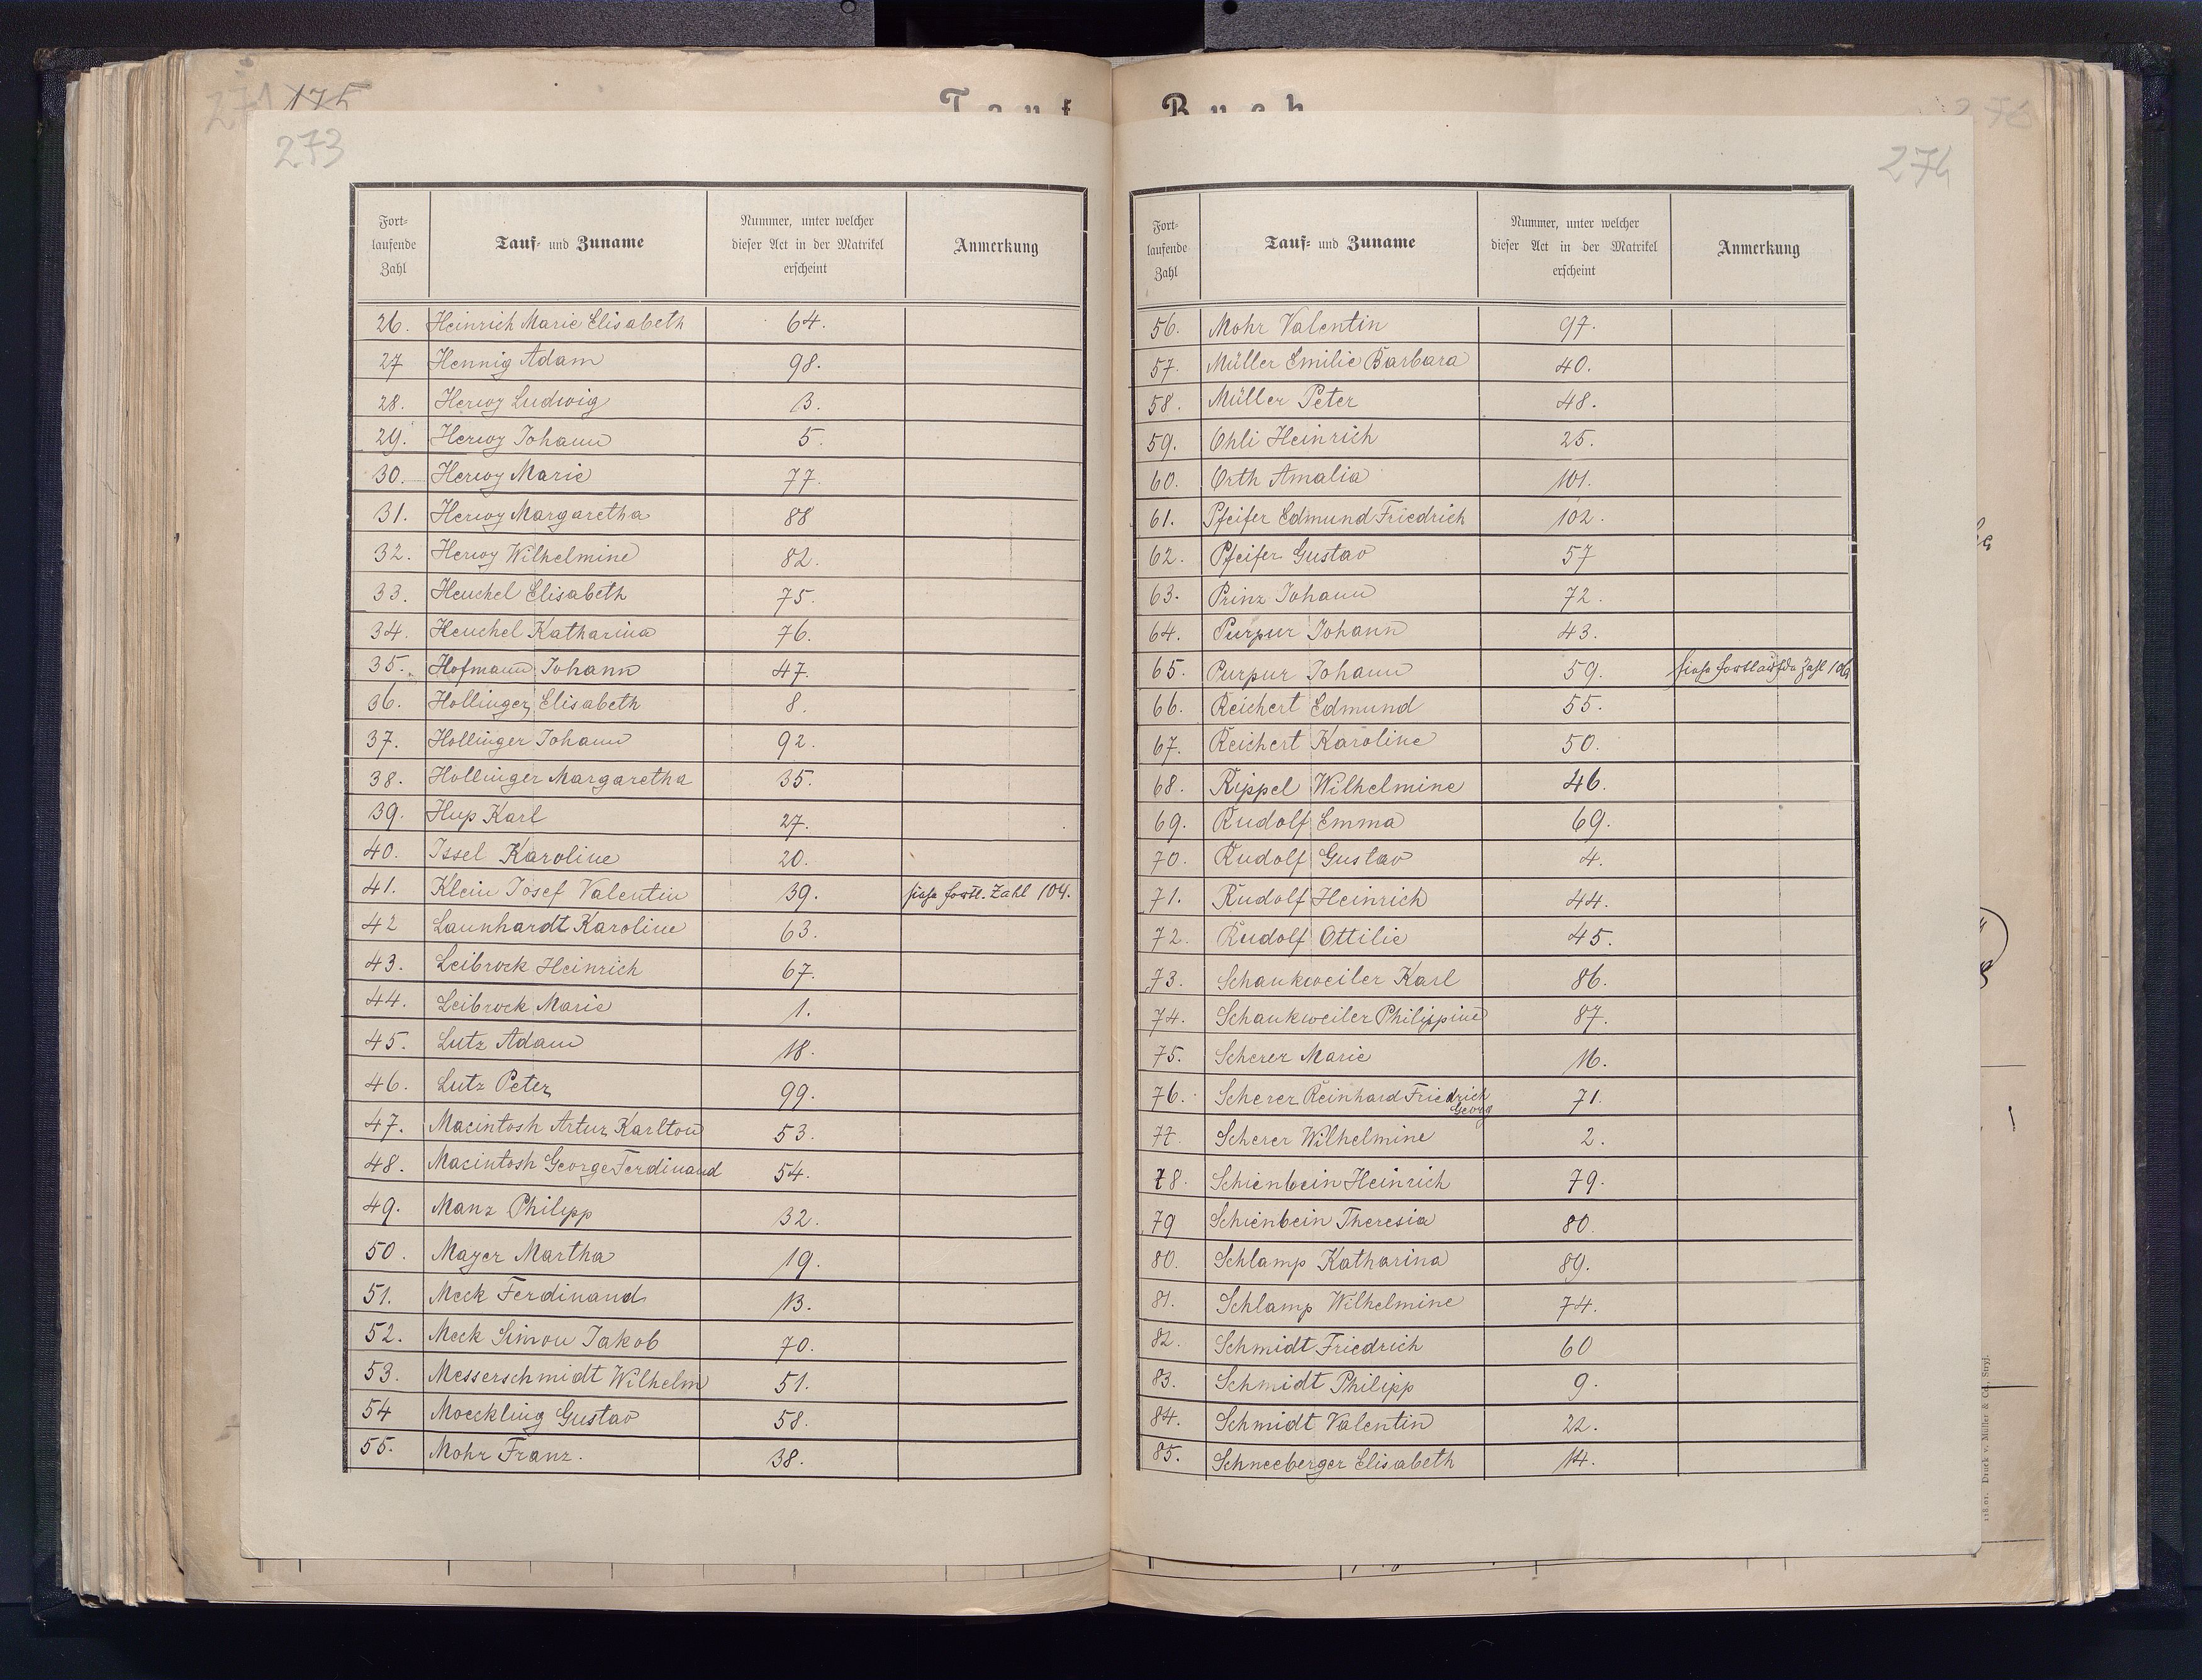 175
Tauf Buch
273
274
Fort-
laufende
Zahl
Tauf- und Zuname
Nummer, unter welcher
dieser Act in der Matrikel
erscheint
Anmerkung
26. Heinrich Marie Elisabeth 64.
27 Hennig Adam 98.
28. Herwy Ludwig 3.
29. Herwy Johann 5.
30. Herwy Marie 77.
31. Herwy Margaretha 88
32. Herwy Wilhelmine 82.
33. Heuchel Elisabeth 75.
34. Heuchel Katharina 76.
35. Hofmann Johann 47.
36. Hollinger Elisabeth 8.
37. Hollinger Johann 92.
38. Hollinger Margaretha 35.
39. Hup Karl 27.
40. Issel Karoline 20.
41. Klein Josef Valentin 39. siehe fortl. Zahl 104.
42 Launhardt Karoline 63.
43. Leibrock Heinrich 67.
44. Leibrock Marie 1.
45. Lutz Adam 18.
46. Lutz Peter 99.
47. Macintosh Artur Karlton 53.
48. Macintosh George Ferdinand 54.
49. Manz Philipp 32.
50. Mayer Martha 19.
51. Meck Ferdinand 13.
52. Meck Simon Jakob 70.
53. Messerschmidt Wilhelm 51.
54 Moeckling Gustav 58.
55. Mohr Franz. 38.
Fort-
laufende
Zahl
Tauf- und Zuname
Nummer, unter welcher
dieser Act in der Matrikel
erscheint
Anmerkung
56. Mohr Valentin 97.
57. Müller Emilie Barbara 40.
58. Müller Peter 48.
59. Ohli Heinrich 25.
60. Orth Amalia 101.
61. Pfeifer Edmund Friedrich 102.
62. Pfeifer Gustav 57
63. Prinz Johann 72.
64. Purpur Johann 43.
65. Purpur Johann 59. siehe fortlaufde Zahl 106
66. Reichert Edmund 55.
67. Reichert Karoline 50.
68. Rippel Wilhelmine 46.
69. Rudolf Emma 69.
70. Rudolf Gustav 4.
71. Rudolf Heinrich 44.
72. Rudolf Ottilie 45.
73. Schankweiler Karl 86.
74. Schankweiler Philippine 87.
75. Scherer Marie 16.
76. Scherer Reinhard Friedrich 71.
Georg
77. Scherer Wilhelmine 2.
78. Schienbein Heinrich 79.
79 Schienbein Theresia 80.
80. Schlamp Katharina 89.
81. Schlamp Wilhelmine 74.
82. Schmidt Friedrich 60
83. Schmidt Philipp 9.
84. Schmidt Valentin 22.
85. Schneeberger Elisabeth 14.
Druck v. Müller & Co., Stryj.